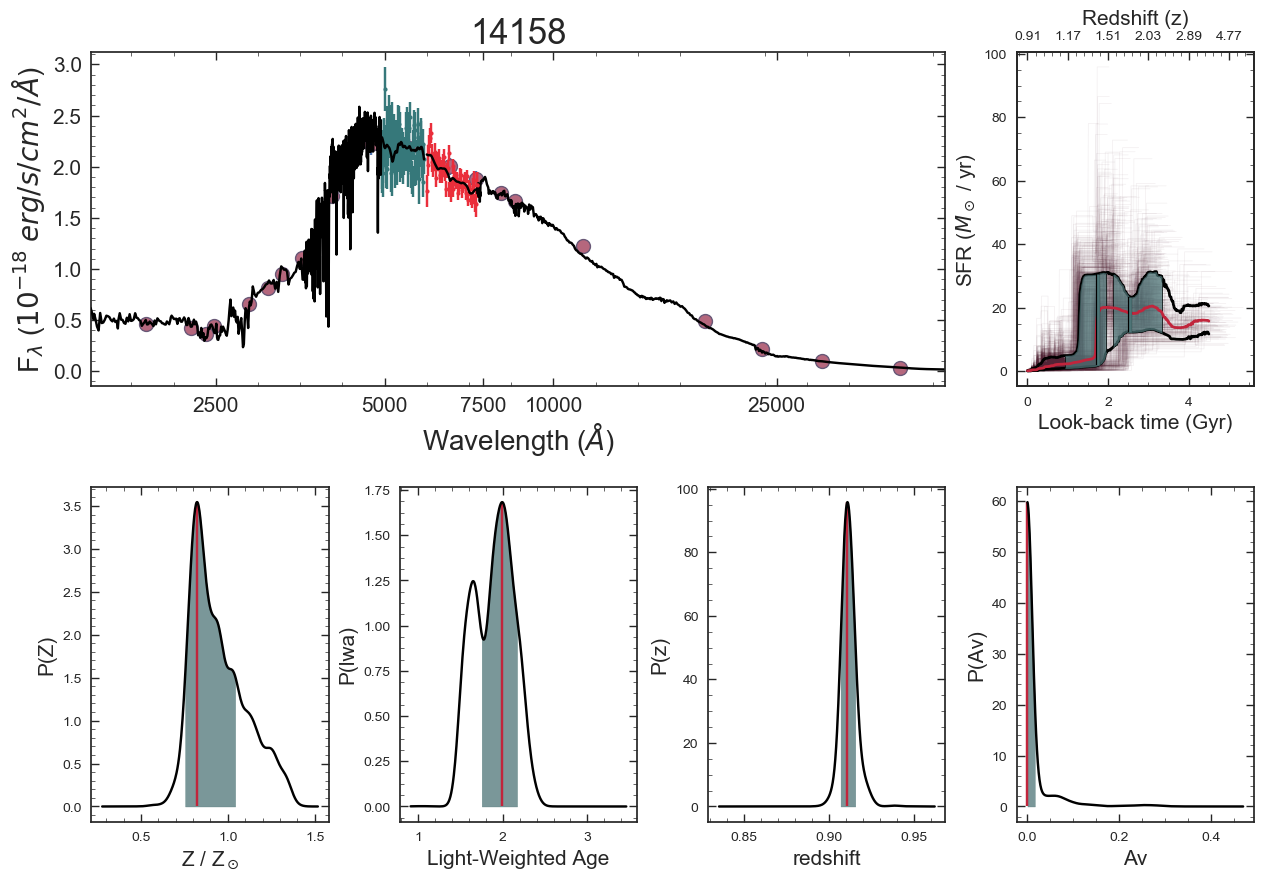 14158
F_λ (10^−18 erg/s/cm^2/Å)
3.0
2.5
2.0
1.5
1.0
0.5
0.0
2500 5000 7500 10000 25000
Wavelength (Å)
Redshift (z)
0.91 1.17 1.51 2.03 2.89 4.77
SFR (M_⊙ / yr)
100
80
60
40
20
0
0 2 4
Look-back time (Gyr)
P(Z)
3.5
3.0
2.5
2.0
1.5
1.0
0.5
0.0
0.5 1.0 1.5
Z / Z_⊙
P(lwa)
1.75
1.50
1.25
1.00
0.75
0.50
0.25
0.00
1 2 3
Light-Weighted Age
P(z)
100
80
60
40
20
0
0.85 0.90 0.95
redshift
P(Av)
60
50
40
30
20
10
0
0.0 0.2 0.4
Av